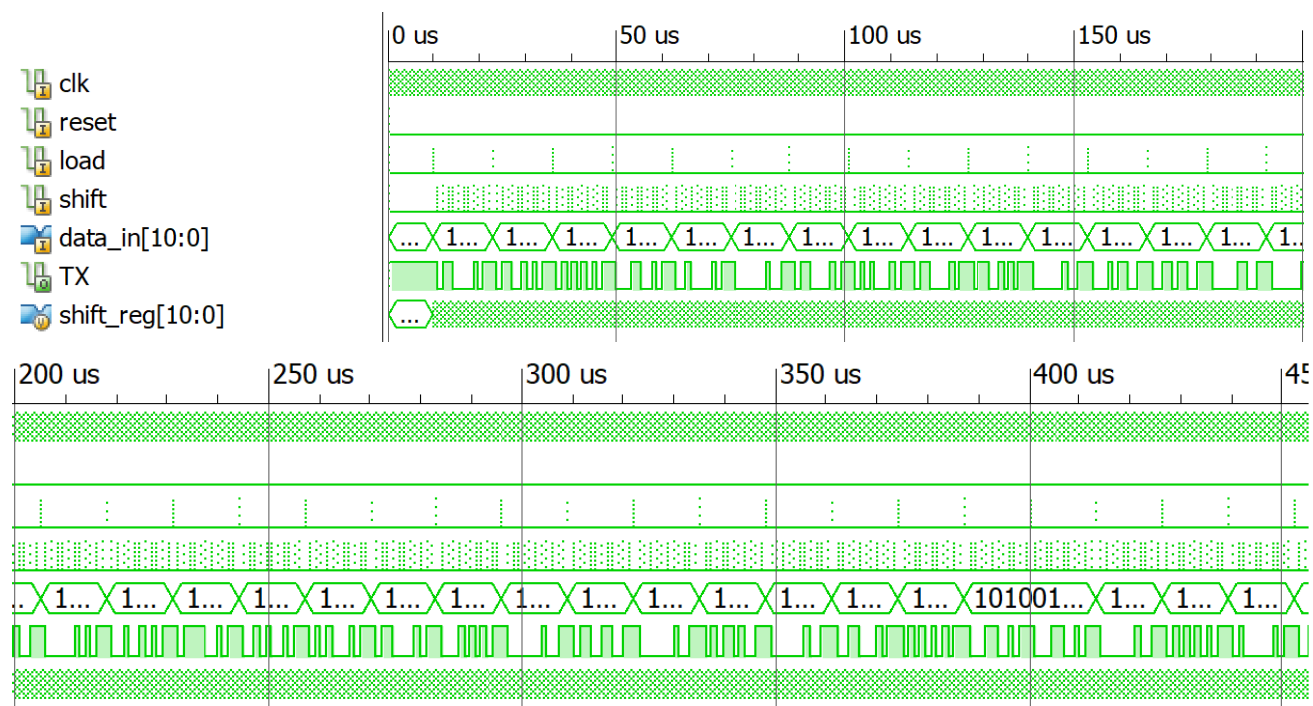 0 us 50 us 100 us 150 us
clk
reset
load
shift
data_in[10:0] ... 1... 1... 1... 1... 1... 1... 1... 1... 1... 1... 1... 1... 1... 1... 1..
TX
shift_reg[10:0] ...
200 us 250 us 300 us 350 us 400 us 45
.. 1... 1... 1... 1... 1... 1... 1... 1... 1... 1... 1... 1... 1... 1... 101001... 1... 1... 1...